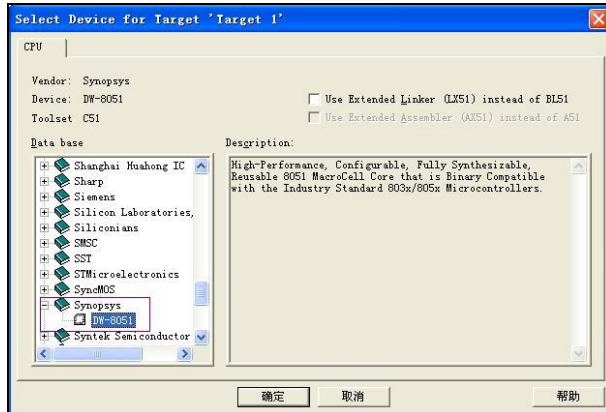 Select Device for Target 'Target 1'
CPU
Vendor: Synopsys
Device: DW-8051
Toolset C51
Use Extended Linker (LX51) instead of BL51
Use Extended Assembler (AX51) instead of A51
Data base
Shanghai Huahong IC
Sharp
Siemens
Silicon Laboratories,
Siliconians
SMSC
SST
STMicroelectronics
SyncMOS
Synopsys
DW-8051
Syntek Semiconductor
Description:
High-Performance, Configurable, Fully Synthesizable,
Reusable 8051 MacroCell Core that is Binary Compatible
with the Industry Standard 803x/805x Microcontrollers.
确定
取消
帮助